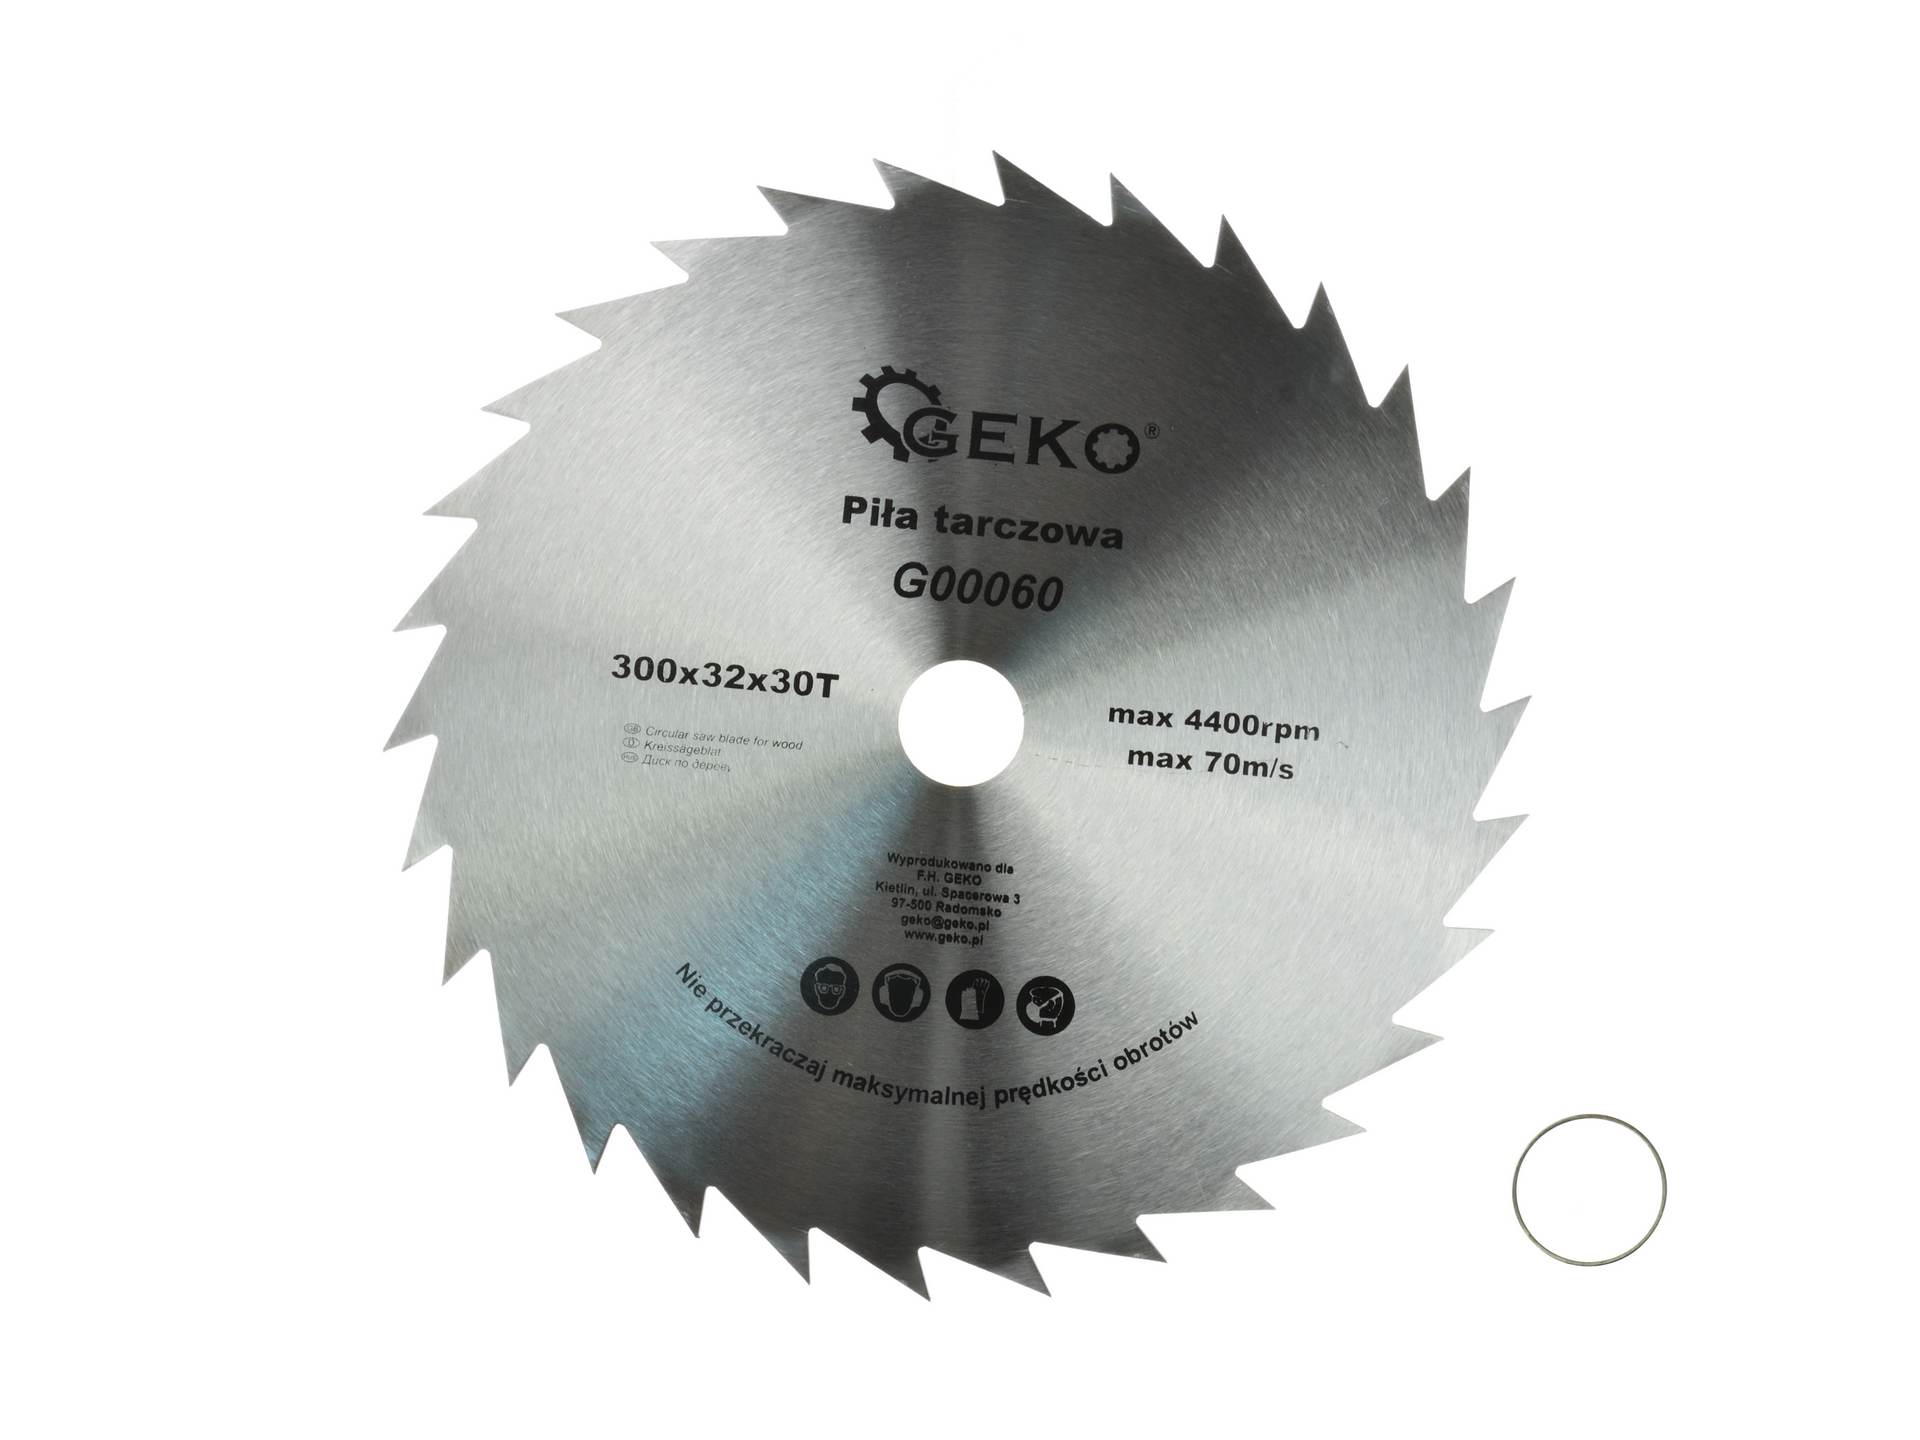 GEKO®
Piła tarczowa
G00060
300x32x30T
GB Circular saw blade for wood
D Kreissägeblat
RUS Диск по дереву
max 4400rpm
max 70m/s
Wyprodukowano dla
F.H. GEKO
Kietlin, ul. Spacerowa 3
97-500 Radomsko
geko@geko.pl
www.geko.pl
Nie przekraczaj maksymalnej prędkości obrotów